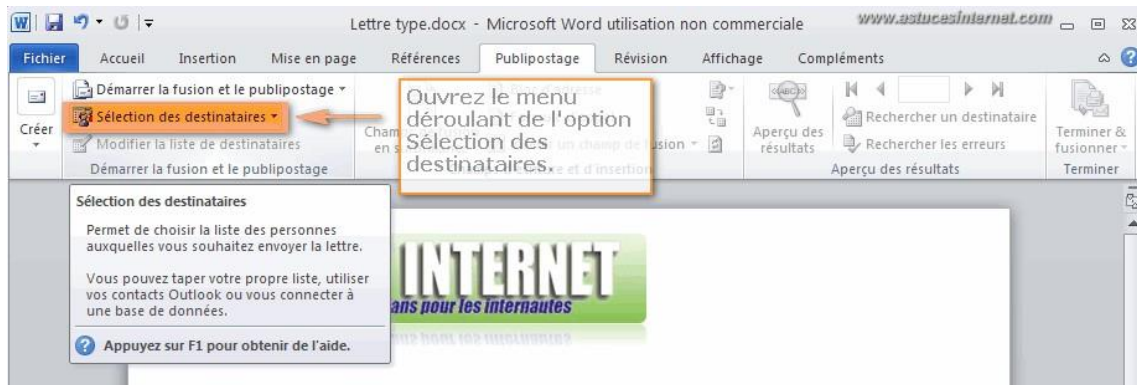 Lettre type.docx - Microsoft Word utilisation non commerciale
www.astucesinternet.com
Fichier Accueil Insertion Mise en page Références Publipostage Révision Affichage Compléments
Créer
Démarrer la fusion et le publipostage
Sélection des destinataires
Modifier la liste de destinataires
Démarrer la fusion et le publipostage
Ouvrez le menu
déroulant de l'option
Sélection des
destinataires.
Aperçu des
résultats
Rechercher un destinataire
Rechercher les erreurs
Aperçu des résultats
Terminer &
fusionner
Terminer
Sélection des destinataires
Permet de choisir la liste des personnes
auxquelles vous souhaitez envoyer la lettre.
Vous pouvez taper votre propre liste, utiliser
vos contacts Outlook ou vous connecter à
une base de données.
Appuyez sur F1 pour obtenir de l'aide.
INTERNET
ans pour les internautes